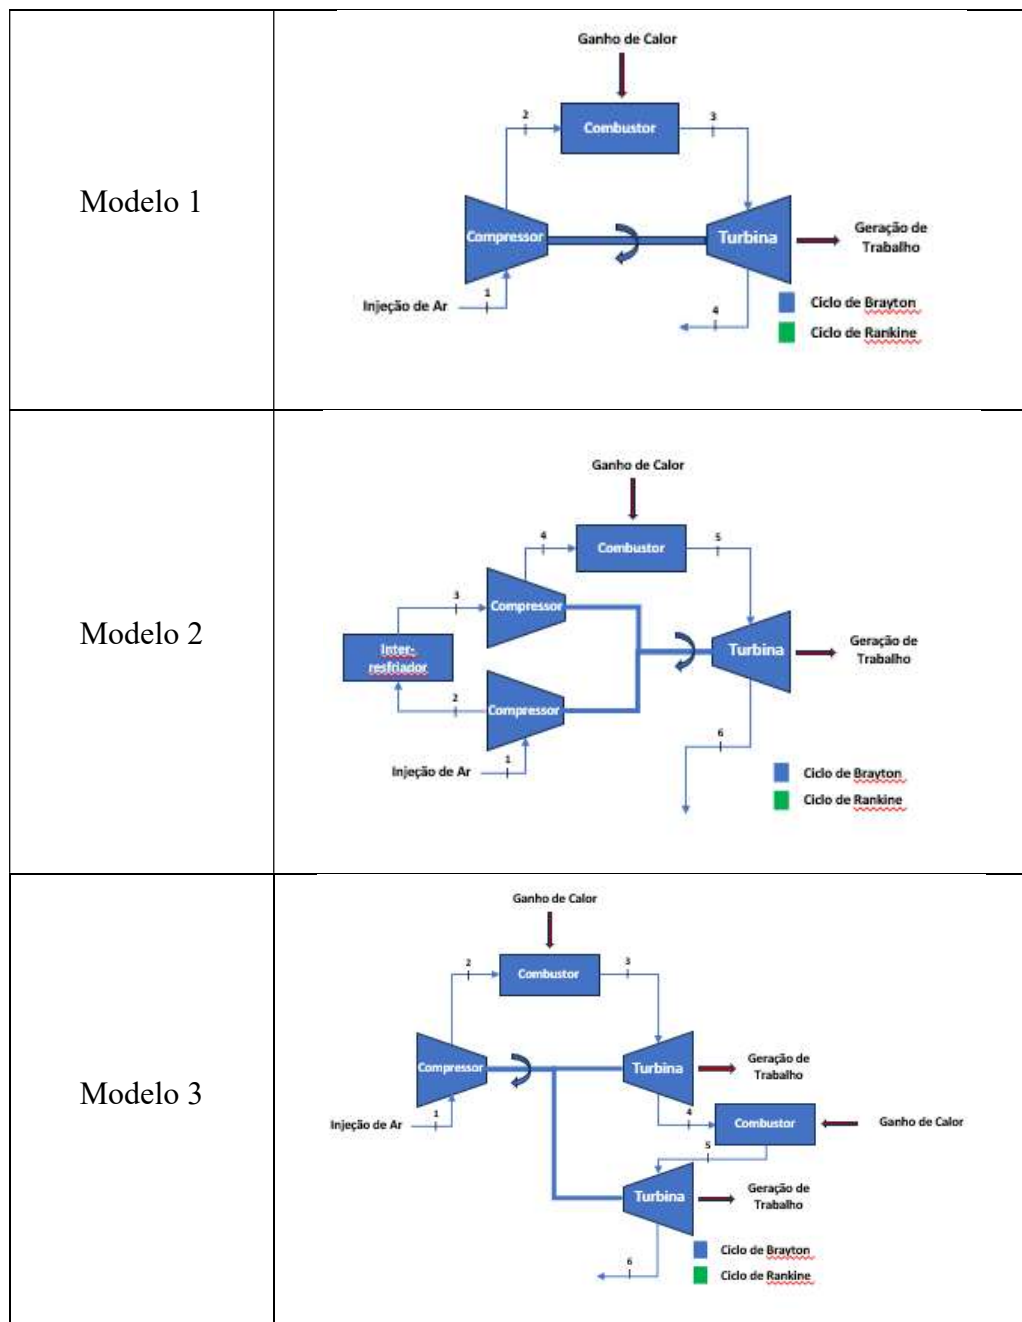 Modelo 1
Ganho de Calor
2
Combustor
3
Compressor
Turbina
Geração de
Trabalho
Injeção de Ar
1
4
Ciclo de Brayton
Ciclo de Rankine
Modelo 2
Ganho de Calor
4
Combustor
5
3
Compressor
Inter-
resfriador
Turbina
Geração de
Trabalho
2
Compressor
Injeção de Ar
1
6
Ciclo de Brayton
Ciclo de Rankine
Modelo 3
Ganho de Calor
2
Combustor
3
Compressor
Turbina
Geração de
Trabalho
Injeção de Ar
1
4
Combustor
Ganho de Calor
5
Turbina
Geração de
Trabalho
6
Ciclo de Brayton
Ciclo de Rankine